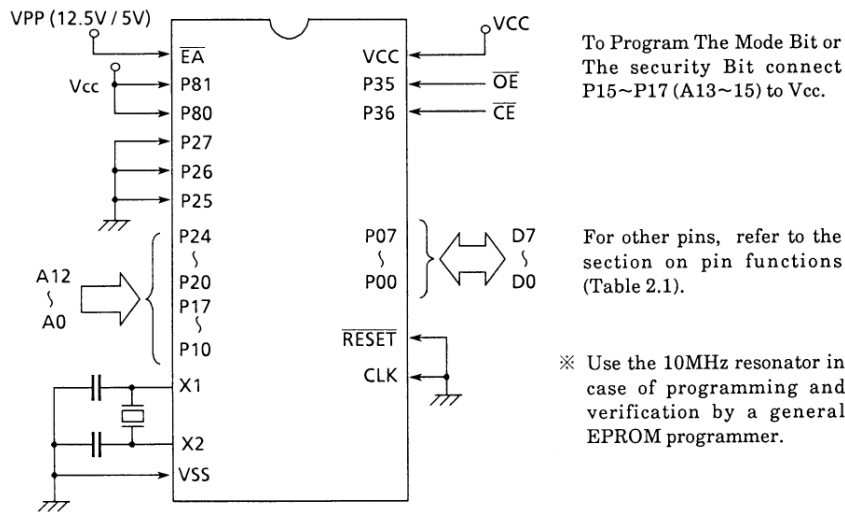 VPP (12.5V / 5V)
EA
Vcc
P81
P80
P27
P26
P25
P24
~
P20
P17
~
P10
A12
~
A0
X1
X2
VSS
VCC
VCC
P35
OE
P36
CE
P07
~
P00
D7
~
D0
RESET
CLK
To Program The Mode Bit or
The security Bit connect
P15~P17 (A13~15) to Vcc.
For other pins, refer to the
section on pin functions
(Table 2.1).
※ Use the 10MHz resonator in
case of programming and
verification by a general
EPROM programmer.